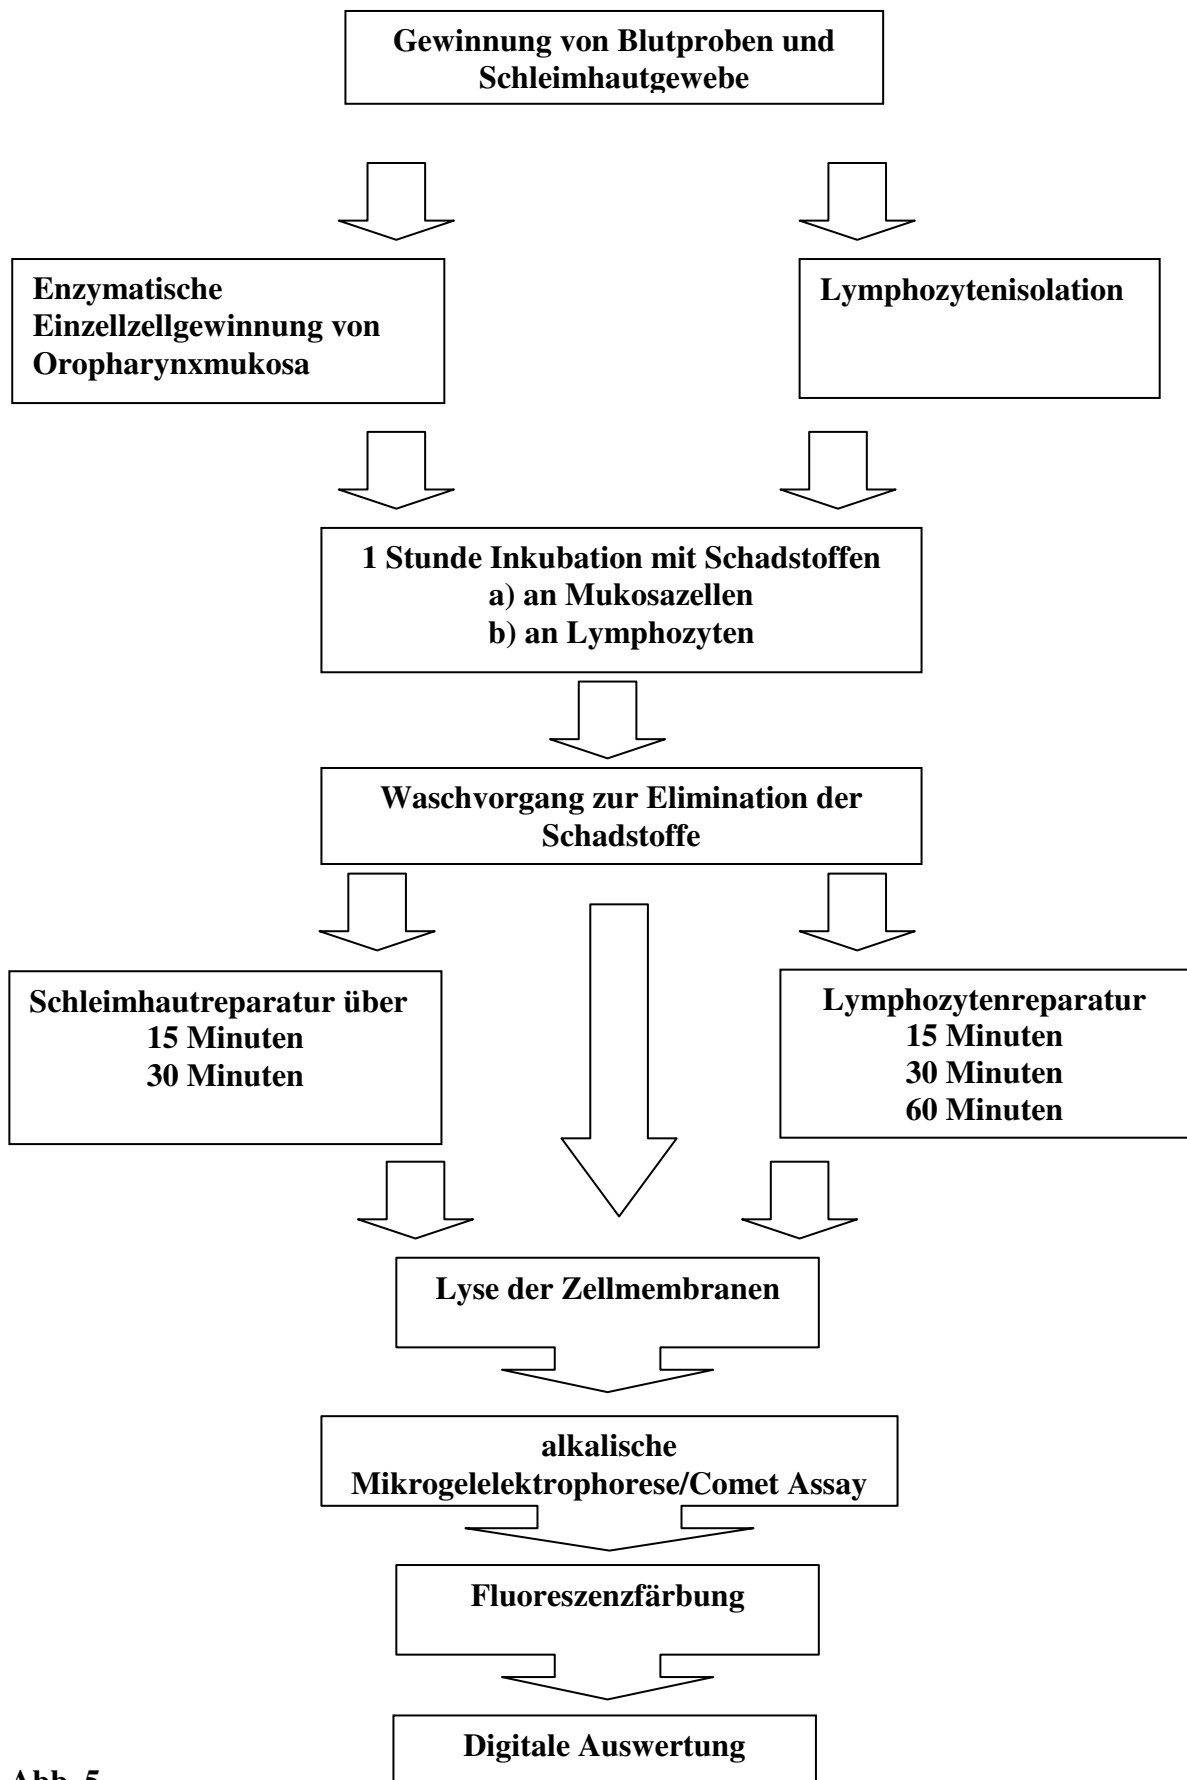 Gewinnung von Blutproben und
Schleimhautgewebe
Enzymatische
Einzellzellgewinnung von
Oropharynxmukosa
Lymphozytenisolation
1 Stunde Inkubation mit Schadstoffen
a) an Mukosazellen
b) an Lymphozyten
Waschvorgang zur Elimination der
Schadstoffe
Schleimhautreparatur über
15 Minuten
30 Minuten
Lymphozytenreparatur
15 Minuten
30 Minuten
60 Minuten
Lyse der Zellmembranen
alkalische
Mikrogelelektrophorese/Comet Assay
Fluoreszenzfärbung
Digitale Auswertung
Abb. 5